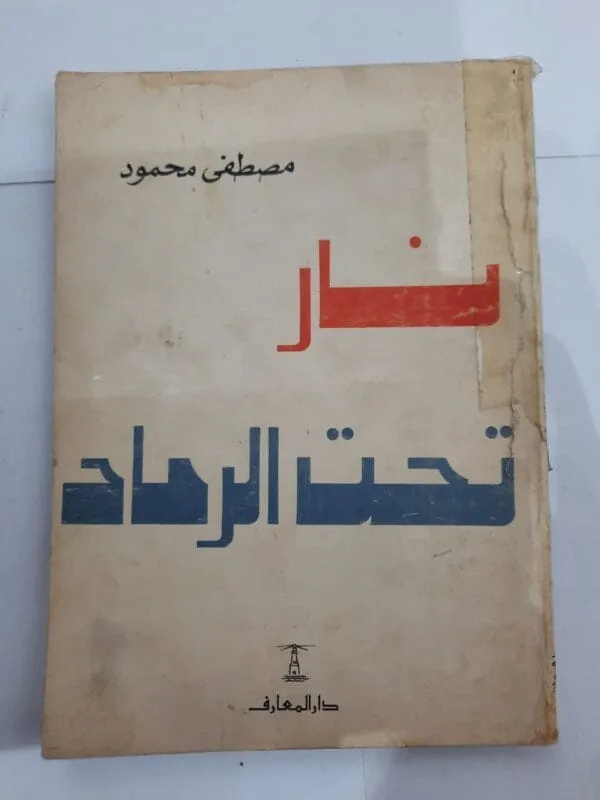 مصطفى محمود
نار
تحت الرماد
دار المعارف